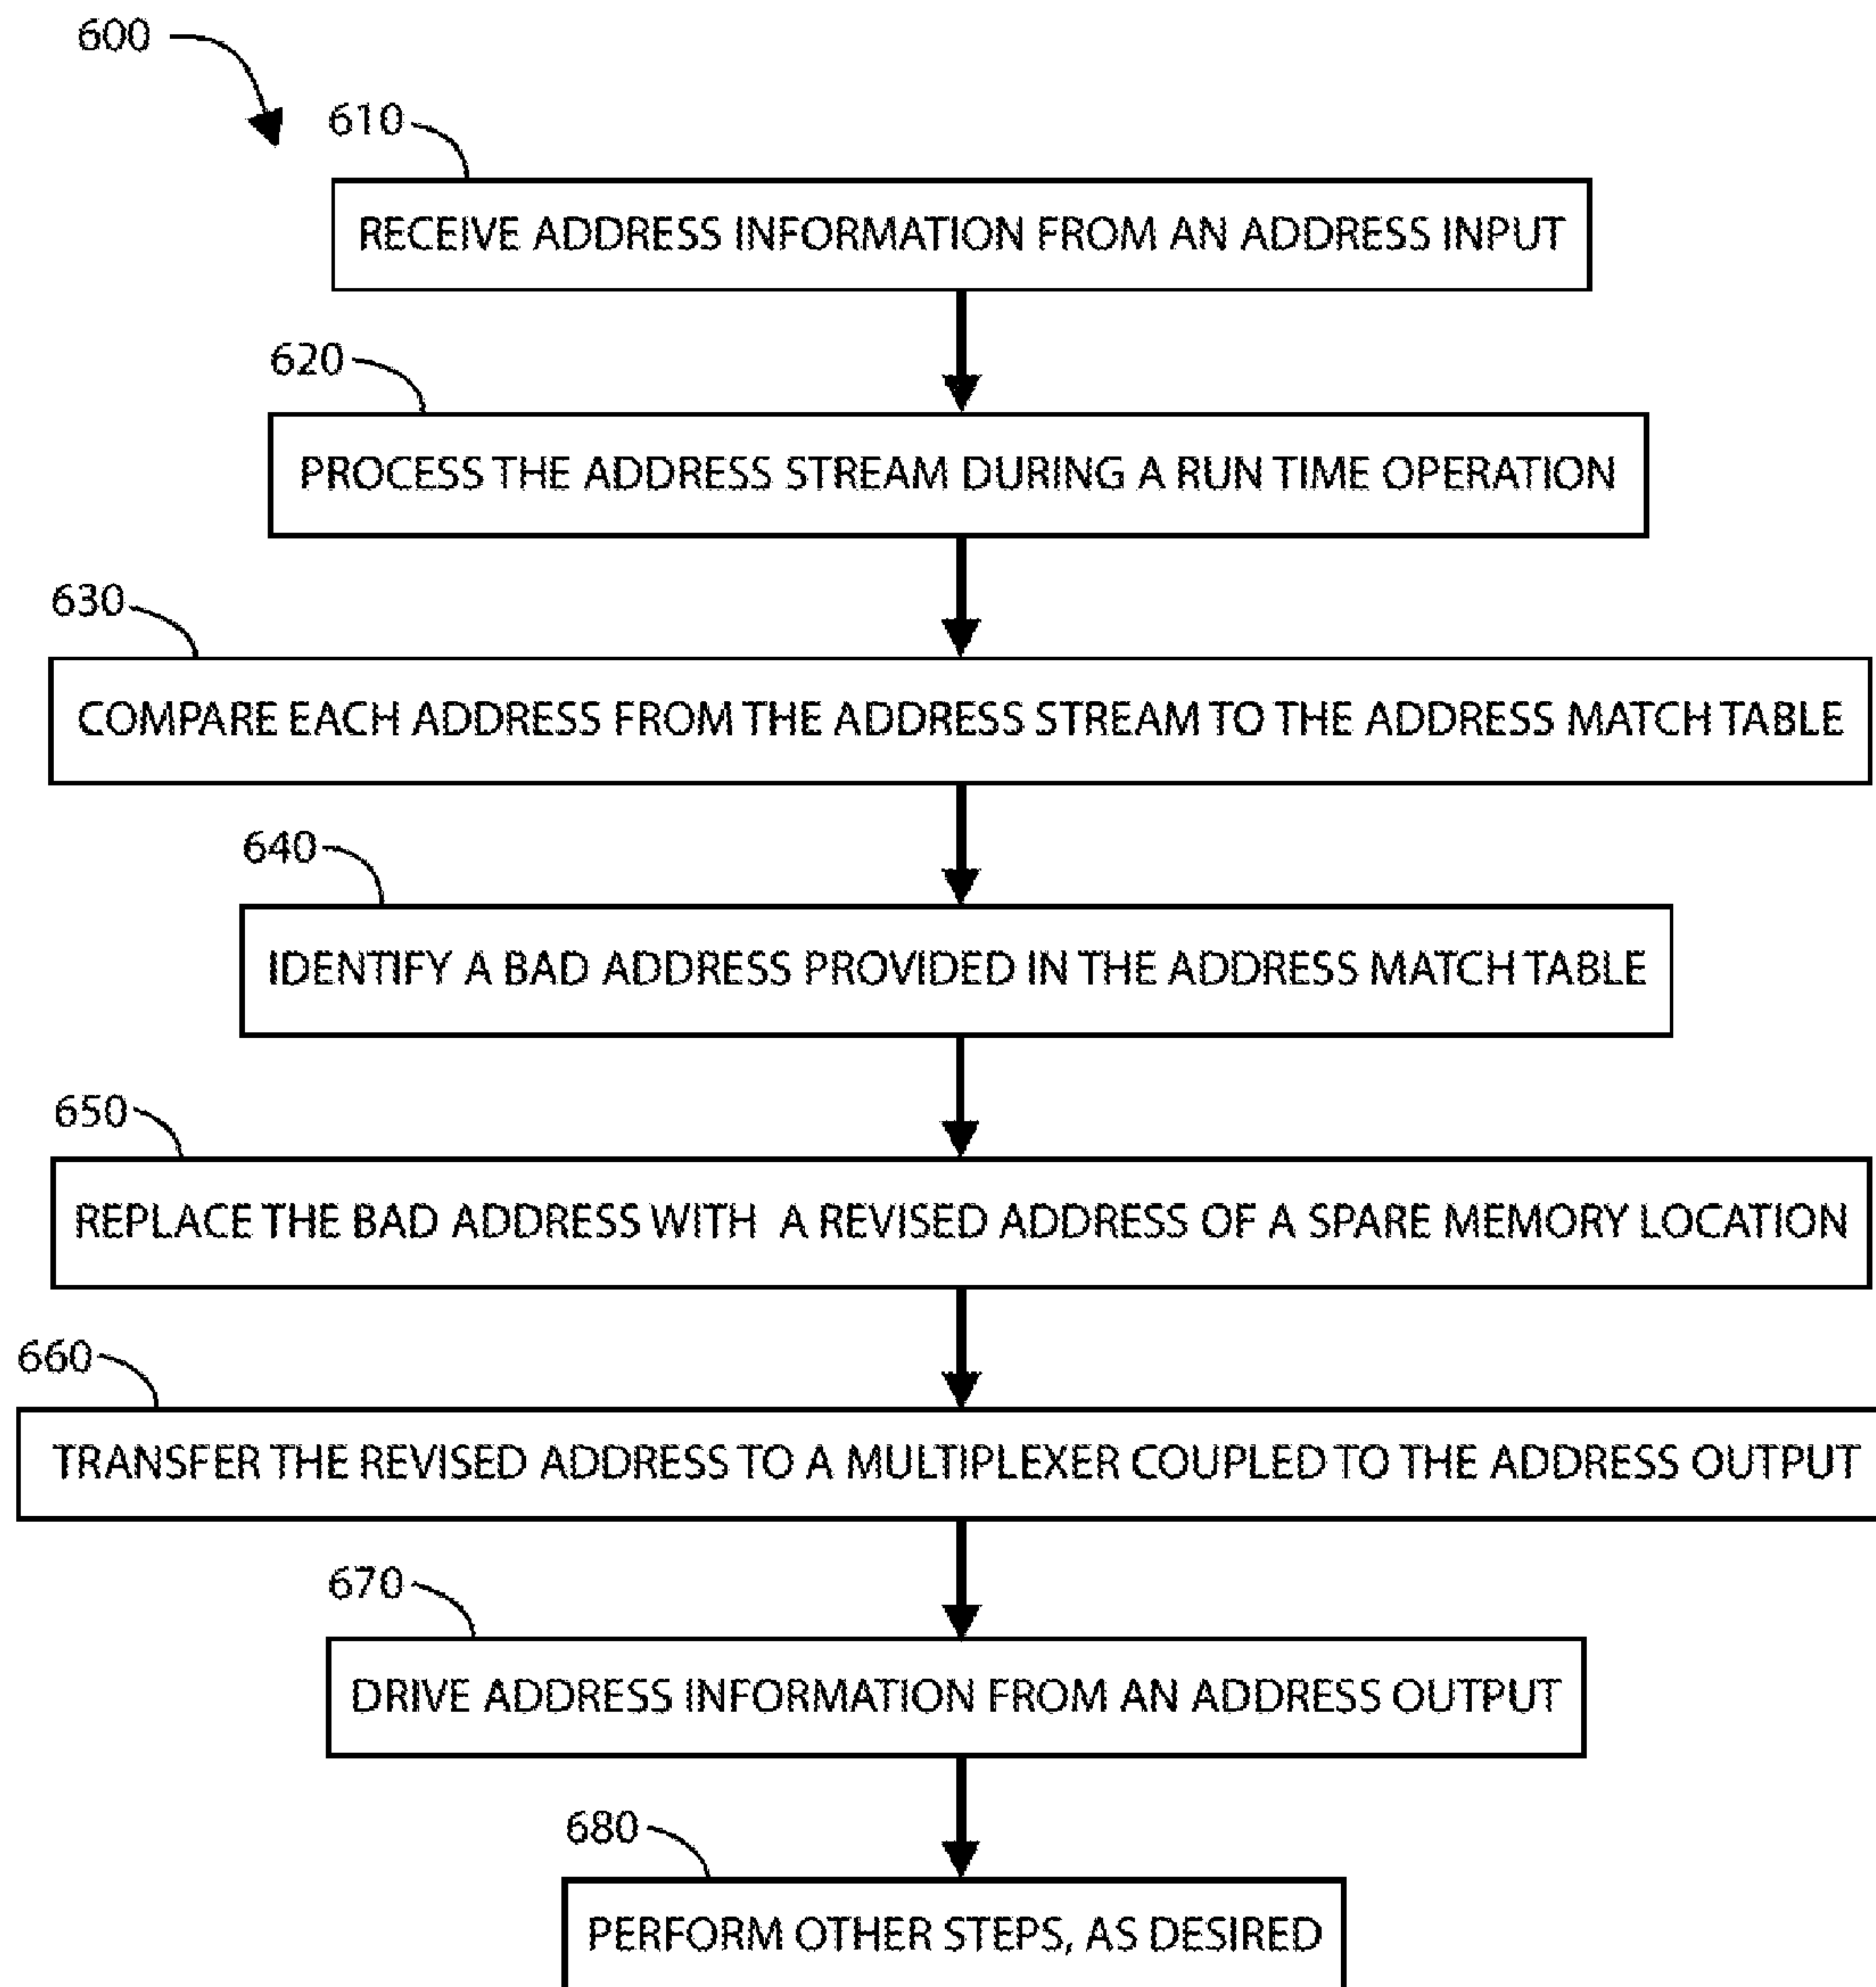 600
610
RECEIVE ADDRESS INFORMATION FROM AN ADDRESS INPUT
620
PROCESS THE ADDRESS STREAM DURING A RUN TIME OPERATION
630
COMPARE EACH ADDRESS FROM THE ADDRESS STREAM TO THE ADDRESS MATCH TABLE
640
IDENTIFY A BAD ADDRESS PROVIDED IN THE ADDRESS MATCH TABLE
650
REPLACE THE BAD ADDRESS WITH A REVISED ADDRESS OF A SPARE MEMORY LOCATION
660
TRANSFER THE REVISED ADDRESS TO A MULTIPLEXER COUPLED TO THE ADDRESS OUTPUT
670
DRIVE ADDRESS INFORMATION FROM AN ADDRESS OUTPUT
680
PERFORM OTHER STEPS, AS DESIRED